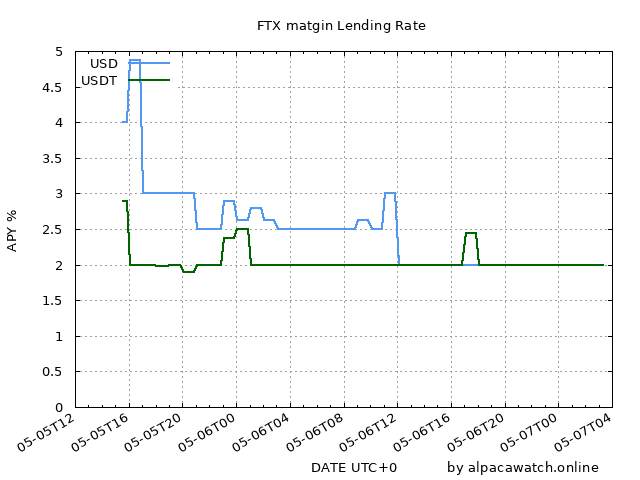 FTX matgin Lending Rate
APY %
5
4.5
4
3.5
3
2.5
2
1.5
1
0.5
0
USD
USDT
05-05T12
05-05T16
05-05T20
05-06T00
05-06T04
05-06T08
05-06T12
05-06T16
05-06T20
05-07T00
05-07T04
DATE UTC+0
by alpacawatch.online